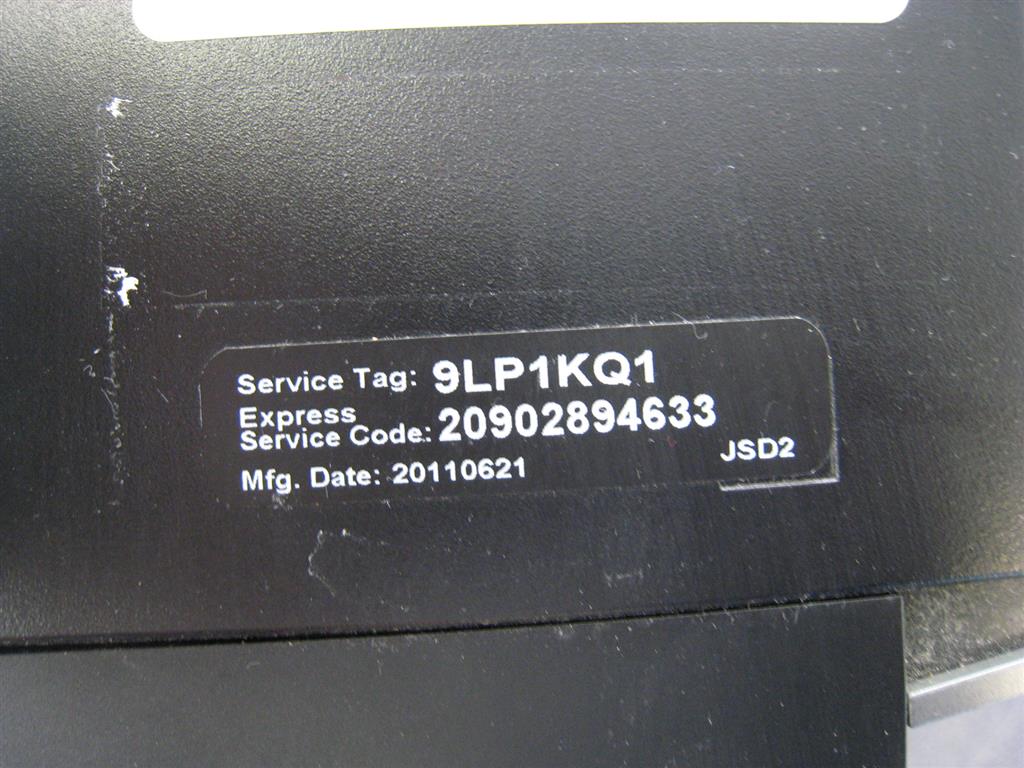 Service Tag: 9LP1KQ1
Express
Service Code: 20902894633
Mfg. Date: 20110621
JSD2